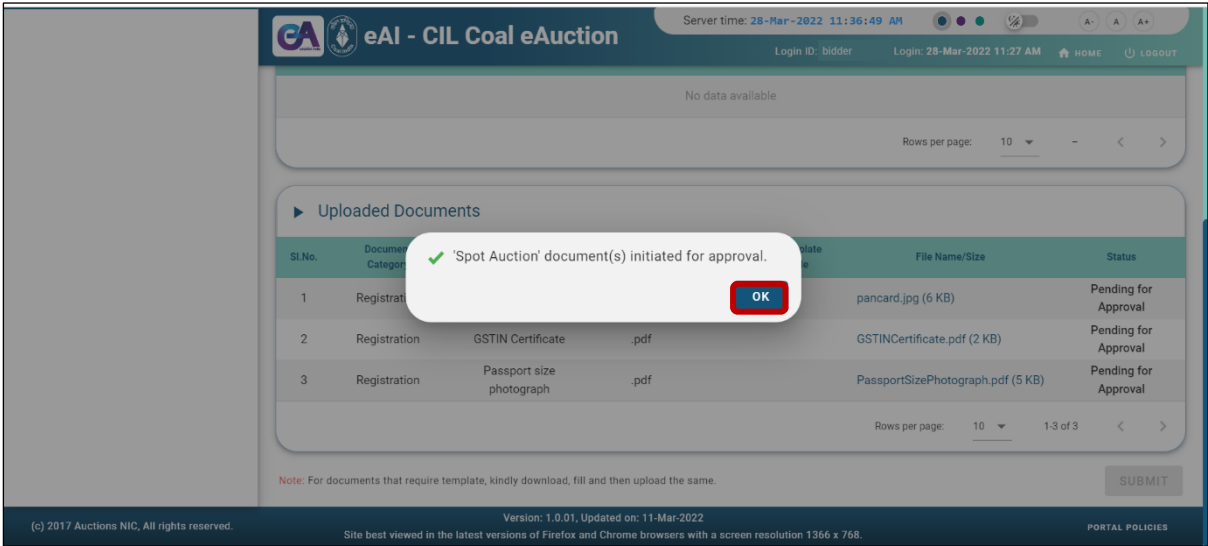 eAI - CIL Coal eAuction
Server time: 28-Mar-2022 11:36:49 AM
A- A A+
Login ID: bidder Login: 28-Mar-2022 11:27 AM HOME LOGOUT
No data available
Rows per page: 10 –
Uploaded Documents
Sl.No. File Name/Size Status
'Spot Auction' document(s) initiated for approval.
OK
1 pancard.jpg (6 KB) Pending for Approval
2 Registration GSTIN Certificate .pdf GSTINCertificate.pdf (2 KB) Pending for Approval
3 Registration Passport size photograph .pdf PassportSizePhotograph.pdf (5 KB) Pending for Approval
Rows per page: 10 1-3 of 3
Note: For documents that require template, kindly download, fill and then upload the same.
SUBMIT
(c) 2017 Auctions NIC, All rights reserved.
Version: 1.0.01, Updated on: 11-Mar-2022
Site best viewed in the latest versions of Firefox and Chrome browsers with a screen resolution 1366 x 768.
PORTAL POLICIES